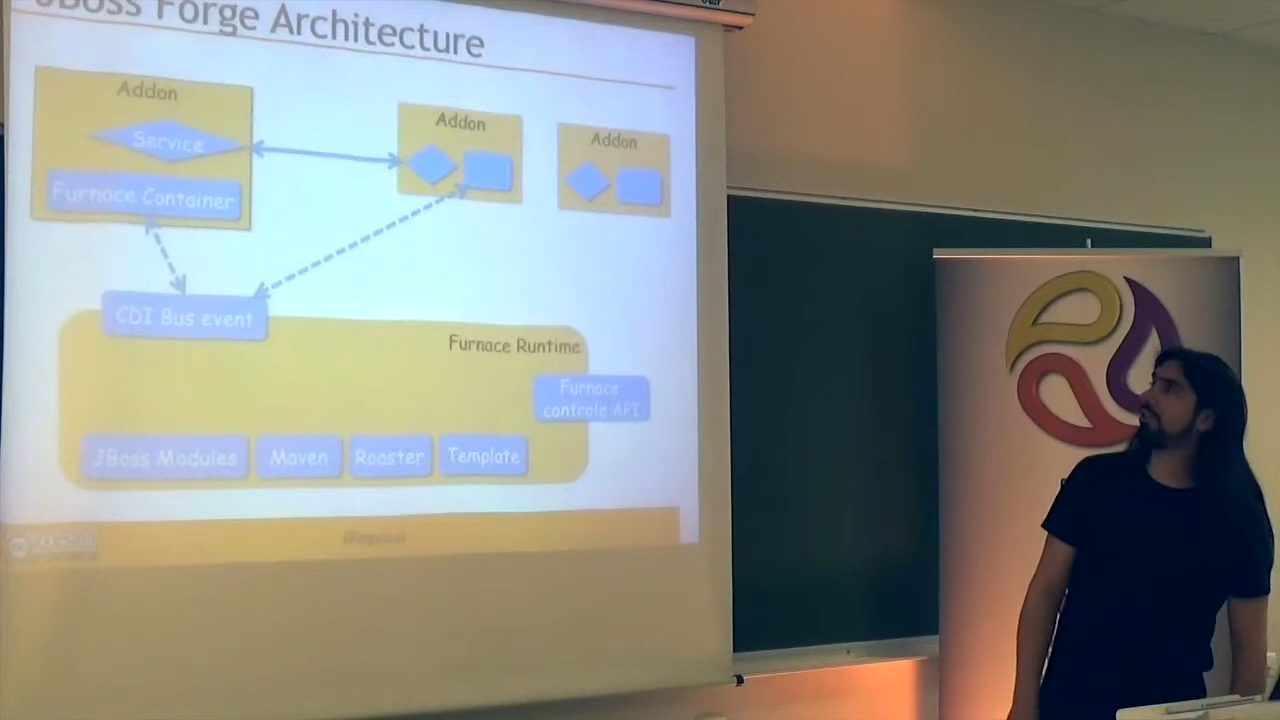 JBoss Forge Architecture
Addon
Service
Furnace Container
Addon
Addon
CDI Bus event
Furnace Runtime
Furnace
controle API
JBoss Modules
Maven
Roaster
Template